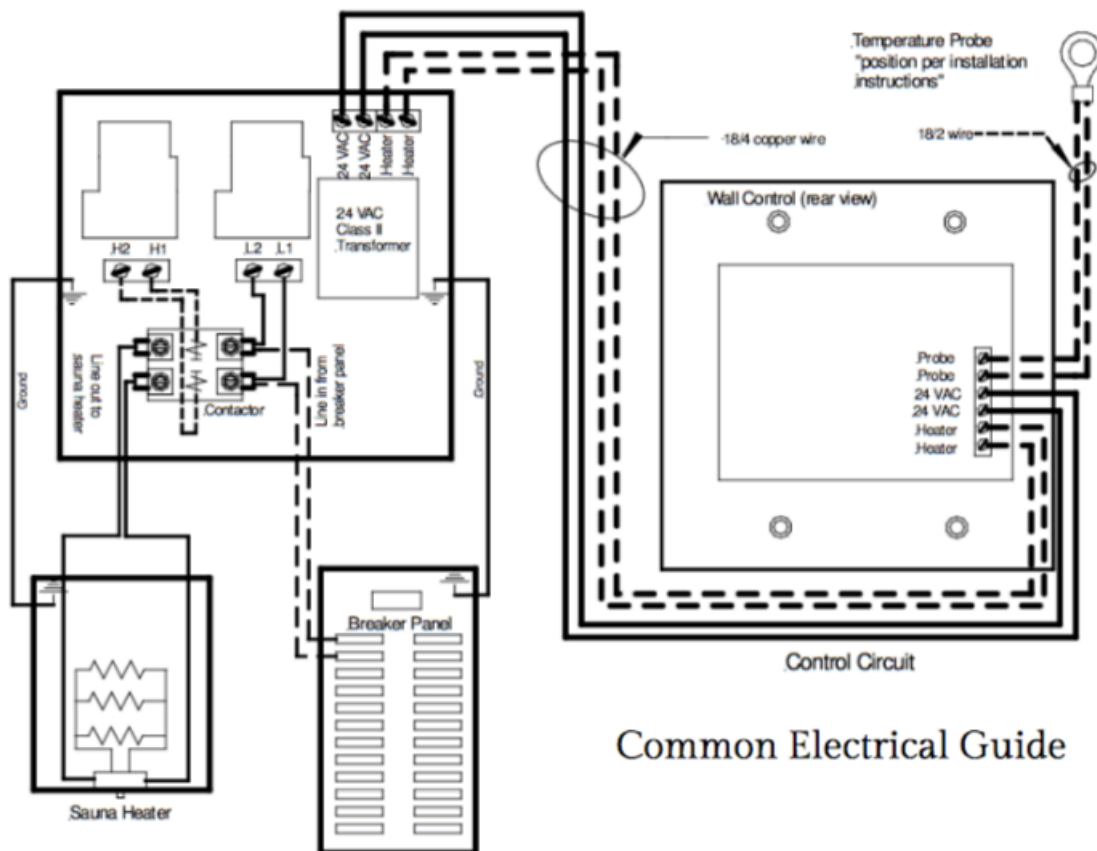 .Temperature Probe
"position per installation
.instructions"
-18/4 copper wire
18/2 wire
24 VAC
24 VAC
.Heater
.Heater
24 VAC
Class II
.Transformer
.H2
H1
.L2
.L1
Wall Control (rear view)
.Ground
Line out to
sauna heater
.Contactor
Line in from
.breaker panel
.Ground
.Probe
.Probe
24 VAC
24 VAC
.Heater
.Heater
.Breaker Panel
.Control Circuit
Common Electrical Guide
.Sauna Heater